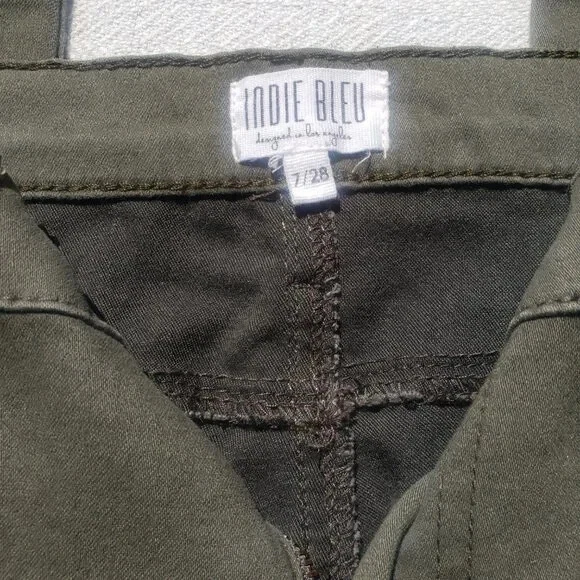 INDIE BLEU
designed in los angeles
7/28